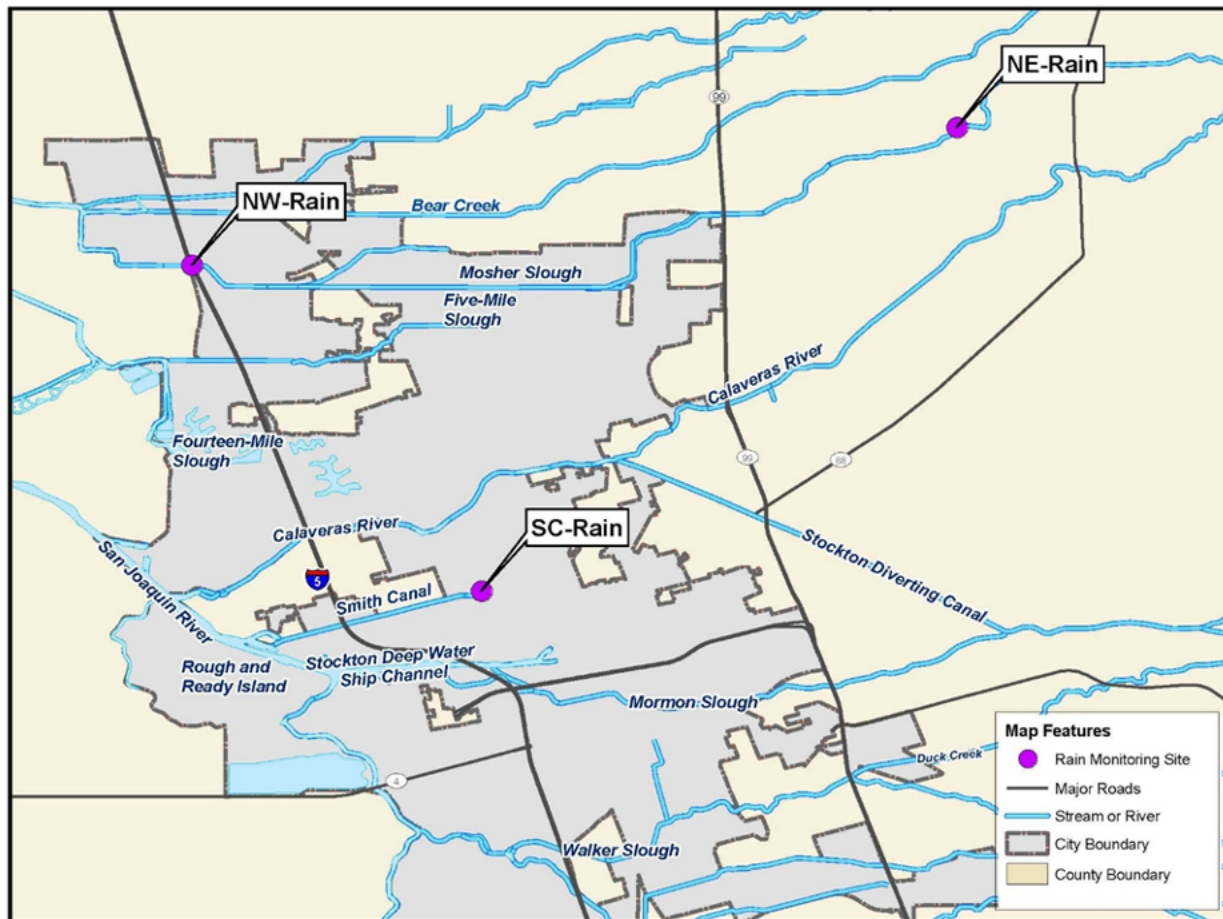 99
NE-Rain
NW-Rain
Bear Creek
Mosher Slough
Five-Mile
Slough
Calaveras River
Fourteen-Mile
Slough
99
88
SC-Rain
Calaveras River
San-Joaquin River
5
Smith Canal
Stockton Diverting Canal
Rough and
Ready Island
Stockton Deep Water
Ship Channel
Mormon Slough
4
Duck Creek
Walker Slough
Map Features
Rain Monitoring Site
Major Roads
Stream or River
City Boundary
County Boundary